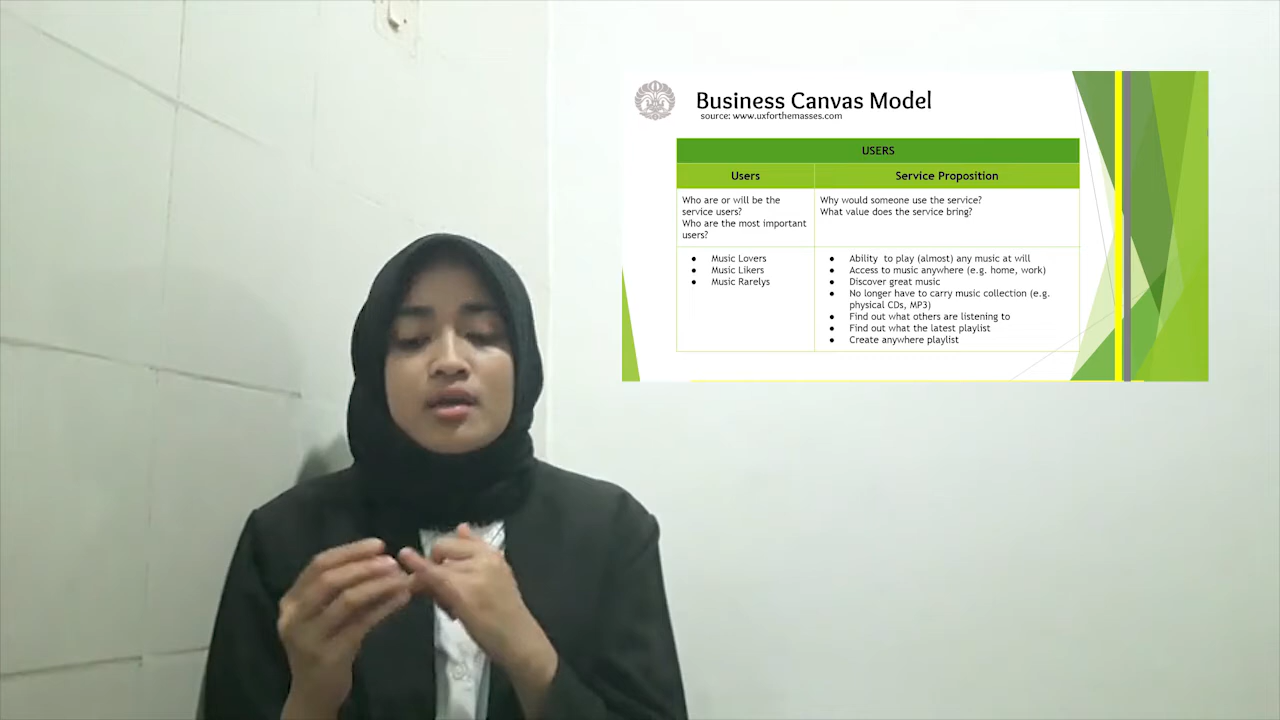 Business Canvas Model
source: www.uxforthemasses.com
USERS
Users
Service Proposition
Who are or will be the
service users?
Who are the most important
users?
Why would someone use the service?
What value does the service bring?
● Music Lovers
● Music Likers
● Music Rarelys
● Ability to play (almost) any music at will
● Access to music anywhere (e.g. home, work)
● Discover great music
● No longer have to carry music collection (e.g.
physical CDs, MP3)
● Find out what others are listening to
● Find out what the latest playlist
● Create anywhere playlist